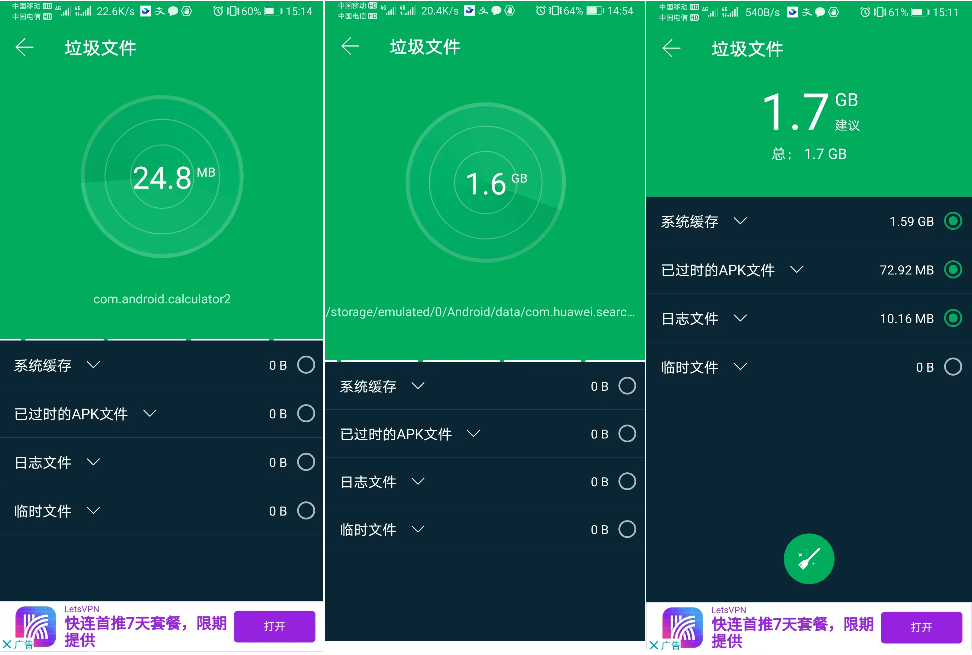 中国移动 HD
中国电信 HD
22.6K/s
60%
15:14
垃圾文件
24.8 MB
com.android.calculator2
系统缓存
0 B
已过时的APK文件
0 B
日志文件
0 B
临时文件
0 B
LetsVPN
快连首推7天套餐，限期
提供
打开
广告
中国移动 HD
中国电信 HD
20.4K/s
64%
14:54
垃圾文件
1.6 GB
/storage/emulated/0/Android/data/com.huawei.searc...
系统缓存
0 B
已过时的APK文件
0 B
日志文件
0 B
临时文件
0 B
中国移动 HD
中国电信 HD
540B/s
61%
15:11
垃圾文件
1.7 GB
建议
总： 1.7 GB
系统缓存
1.59 GB
已过时的APK文件
72.92 MB
日志文件
10.16 MB
临时文件
0 B
LetsVPN
快连首推7天套餐，限期
提供
打开
广告